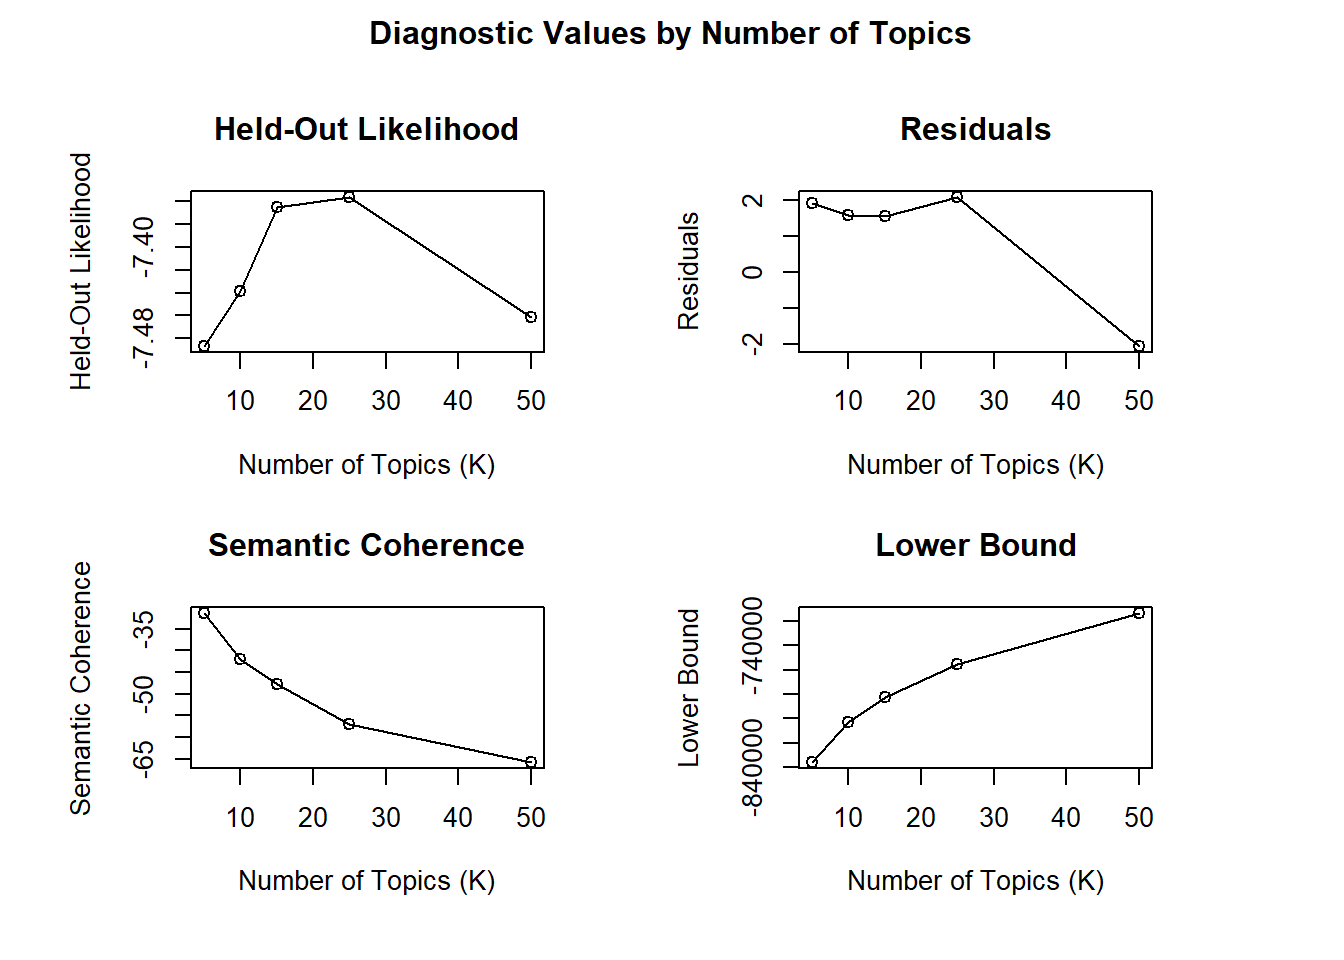 Diagnostic Values by Number of Topics
Held-Out Likelihood
Held-Out Likelihood
-7.40
-7.48
10 20 30 40 50
Number of Topics (K)
Residuals
Residuals
2
0
-2
10 20 30 40 50
Number of Topics (K)
Semantic Coherence
Semantic Coherence
-35
-50
-65
10 20 30 40 50
Number of Topics (K)
Lower Bound
Lower Bound
-740000
-840000
10 20 30 40 50
Number of Topics (K)